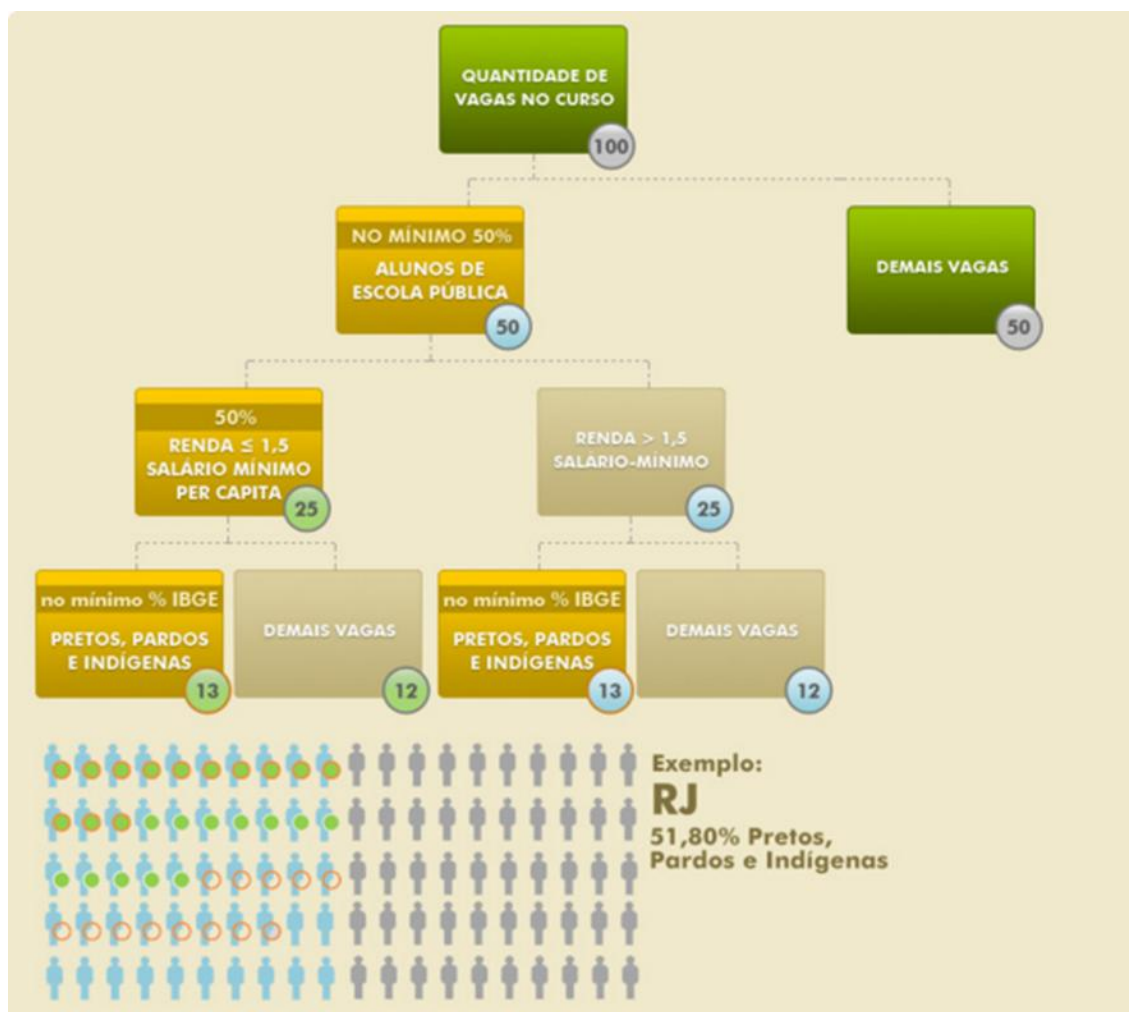 QUANTIDADE DE
VAGAS NO CURSO
100
NO MÍNIMO 50%
ALUNOS DE
ESCOLA PÚBLICA
50
DEMAIS VAGAS
50
50%
RENDA ≤ 1,5
SALÁRIO MÍNIMO
PER CAPITA
25
RENDA > 1,5
SALÁRIO-MÍNIMO
25
no mínimo % IBGE
PRETOS, PARDOS
E INDÍGENAS
13
DEMAIS VAGAS
12
no mínimo % IBGE
PRETOS, PARDOS
E INDÍGENAS
13
DEMAIS VAGAS
12
Exemplo:
RJ
51,80% Pretos,
Pardos e Indígenas